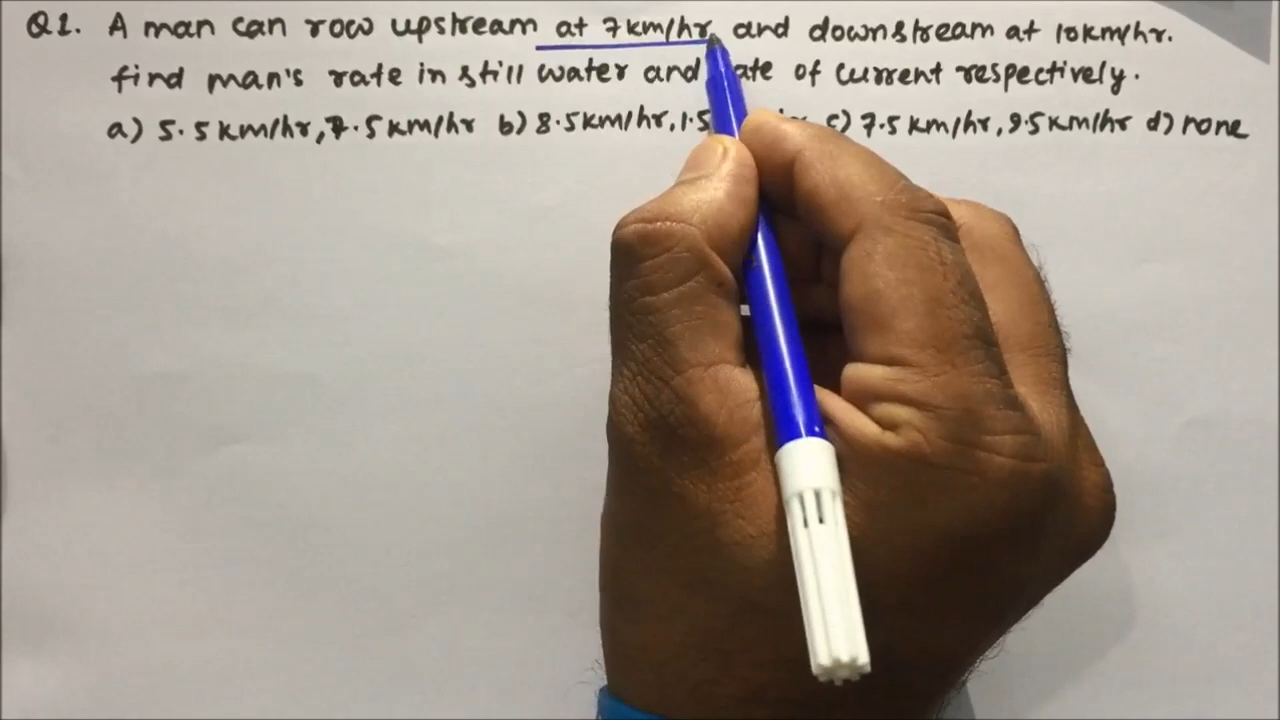 Q1. A man can row upstream at 7km/hr and downstream at 10km/hr.
find man's rate in still water and rate of current respectively.
a) 5.5km/hr, 7.5km/hr b) 8.5km/hr, 1.5 c) 7.5km/hr, 9.5km/hr d) none